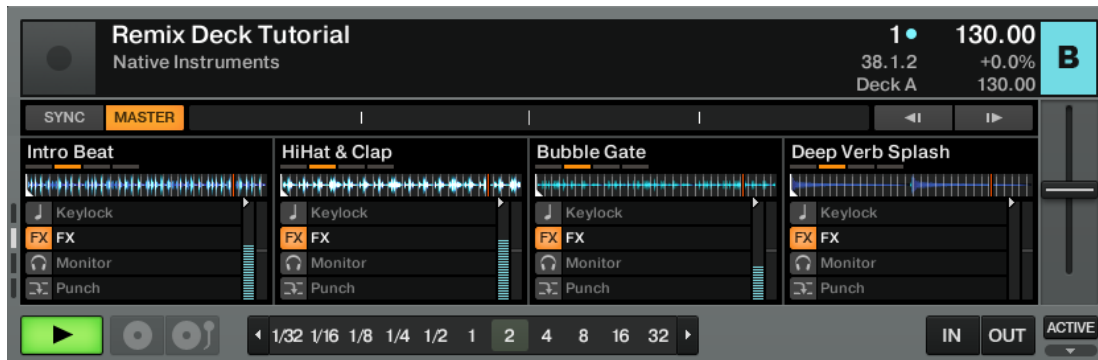 Remix Deck Tutorial 1 130.00
Native Instruments 38.1.2 +0.0%
Deck A 130.00
B
SYNC MASTER
Intro Beat HiHat & Clap Bubble Gate Deep Verb Splash
Keylock Keylock Keylock Keylock
FX FX FX FX FX FX FX FX
Monitor Monitor Monitor Monitor
Punch Punch Punch Punch
1/32 1/16 1/8 1/4 1/2 1 2 4 8 16 32 IN OUT ACTIVE